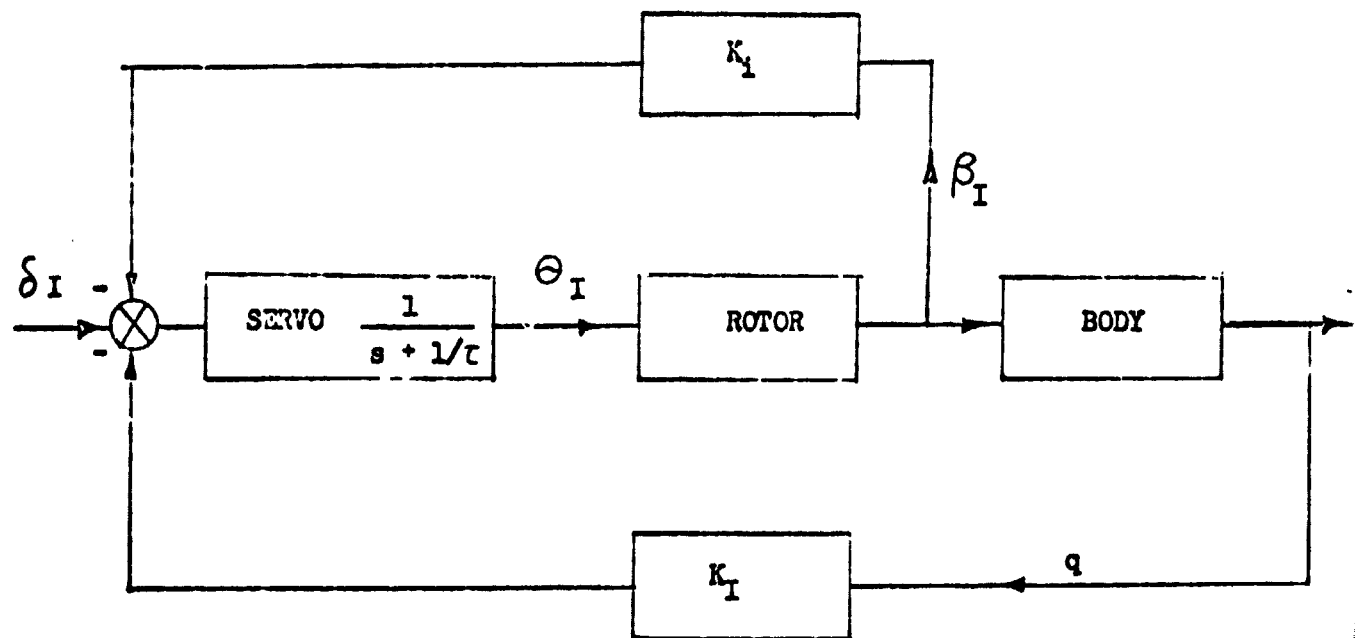 K_i
β_I
δ_I
-
-
SERVO 1/(s + 1/τ)
Θ_I
ROTOR
BODY
K_I
q